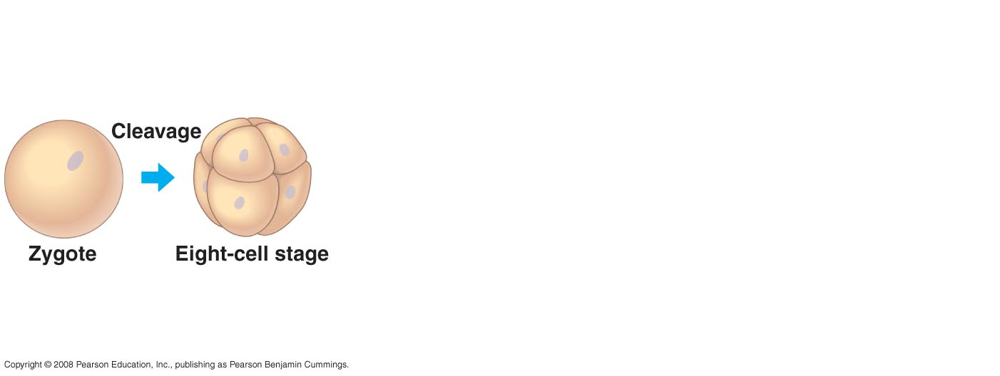 Cleavage
Zygote
Eight-cell stage
Copyright © 2008 Pearson Education, Inc., publishing as Pearson Benjamin Cummings.